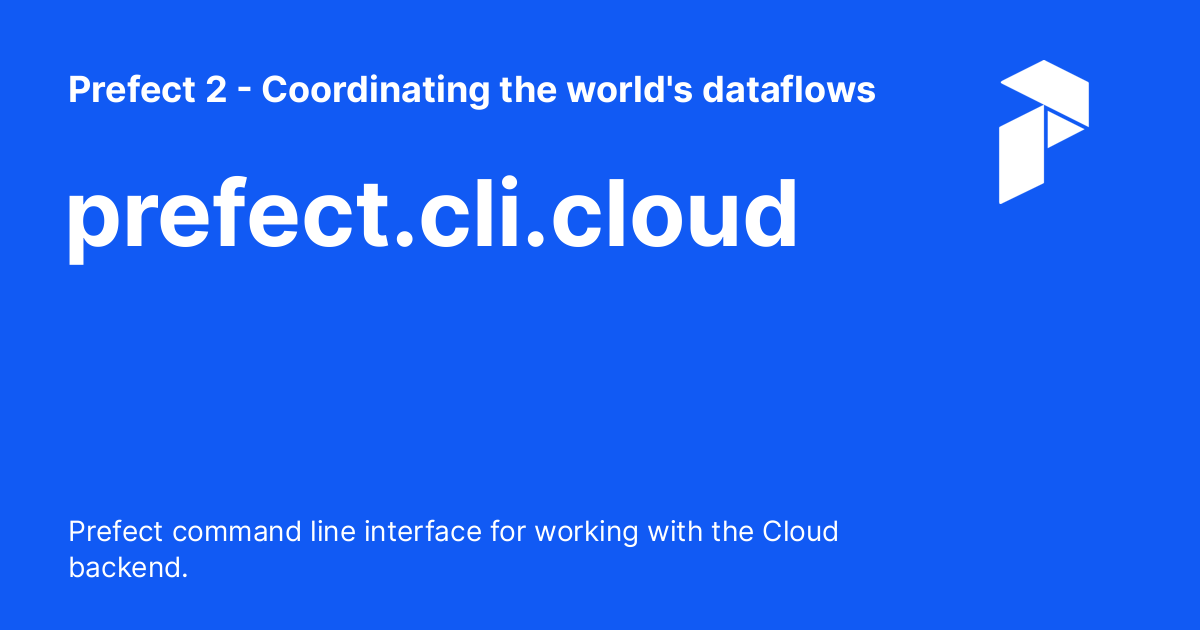 Prefect 2 - Coordinating the world's dataflows
prefect.cli.cloud
Prefect command line interface for working with the Cloud
backend.